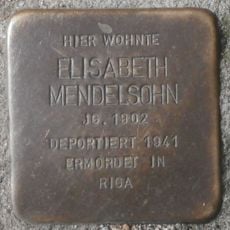 HIER WOHNTE
ELISABETH
MENDELSOHN
JG. 1902
DEPORTIERT 1941
ERMORDET IN
RIGA